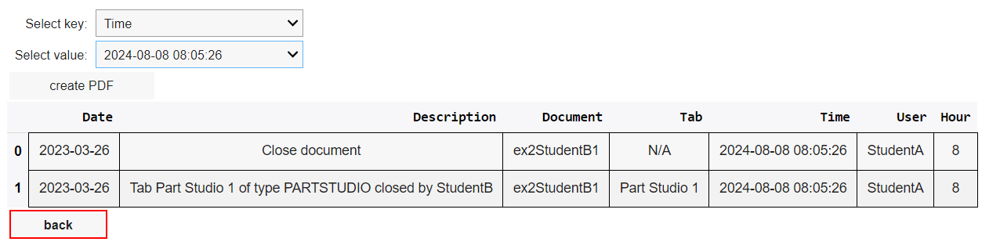 Select key: Time
Select value: 2024-08-08 08:05:26
create PDF
Date Description Document Tab Time User Hour
0 2023-03-26 Close document ex2StudentB1 N/A 2024-08-08 08:05:26 StudentA 8
1 2023-03-26 Tab Part Studio 1 of type PARTSTUDIO closed by StudentB ex2StudentB1 Part Studio 1 2024-08-08 08:05:26 StudentA 8
back